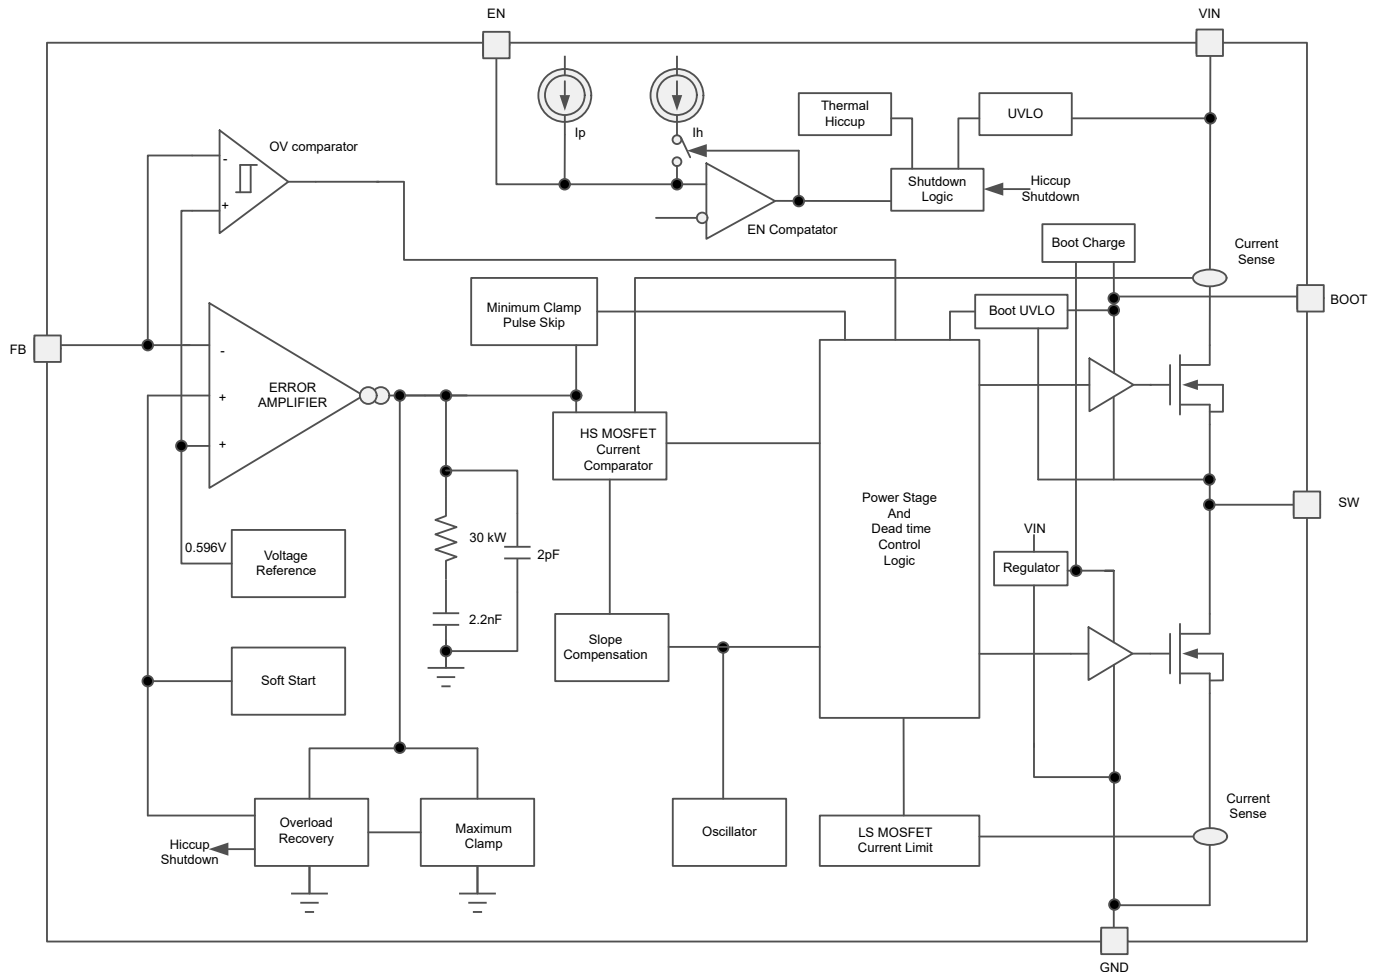 EN
VIN
Ip
Ih
Thermal
Hiccup
UVLO
OV comparator
-
+
Shutdown
Logic
Hiccup
Shutdown
EN Compatator
Boot Charge
Current
Sense
Minimum Clamp
Pulse Skip
Boot UVLO
BOOT
FB
-
+
+
ERROR
AMPLIFIER
HS MOSFET
Current
Comparator
Power Stage
And
Dead time
Control
Logic
SW
0.596V
Voltage
Reference
30 kW
2pF
2.2nF
VIN
Regulator
Slope
Compensation
Soft Start
Overload
Recovery
Maximum
Clamp
Hiccup
Shutdown
Oscillator
LS MOSFET
Current Limit
Current
Sense
GND